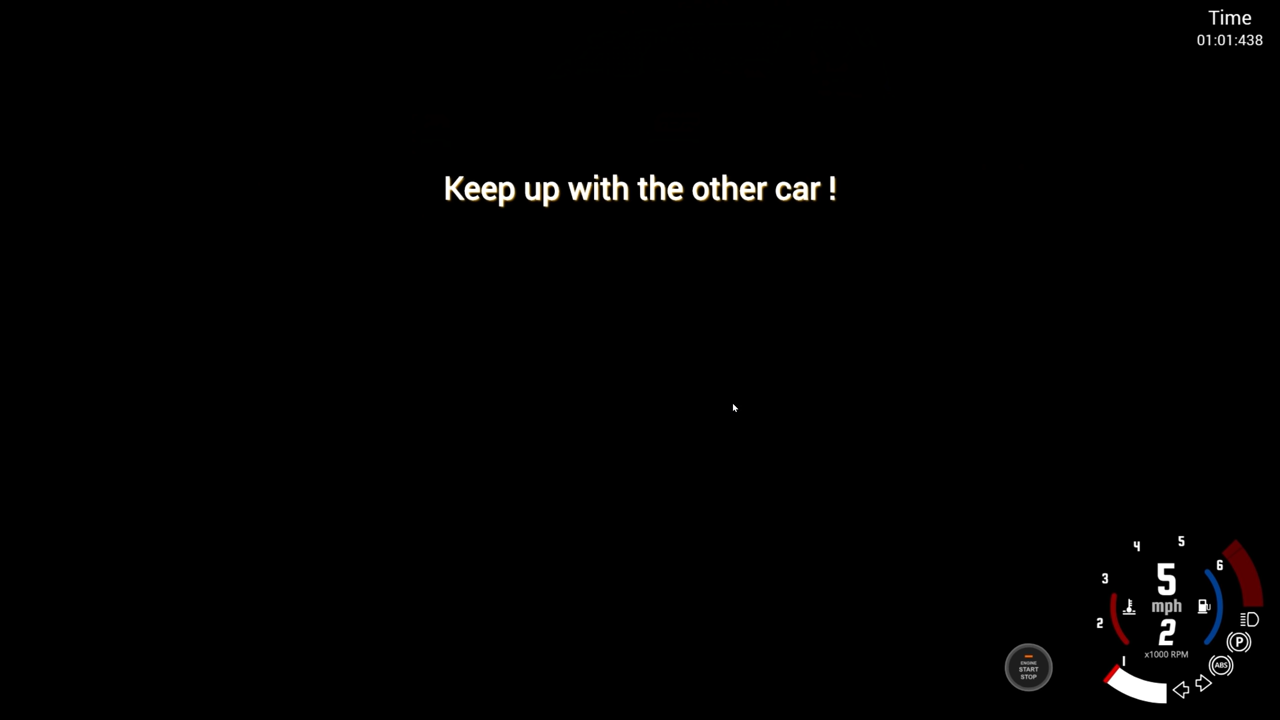 Time
01:01:438
Keep up with the other car !
5
4
6
3
5
mph
2
2
x1000 RPM
1
P
ABS
ENGINE
START
STOP